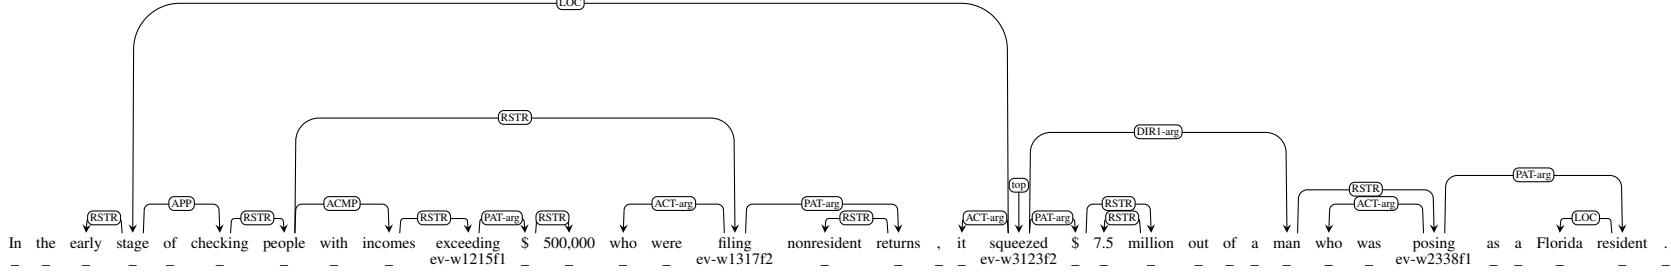 LOC
RSTR
DIR1-arg
top
PAT-arg
RSTR
APP
RSTR
ACMP
RSTR
PAT-arg
RSTR
ACT-arg
PAT-arg
RSTR
ACT-arg
PAT-arg
RSTR
RSTR
RSTR
ACT-arg
LOC
In the early stage of checking people with incomes exceeding $ 500,000 who were filing nonresident returns , it squeezed $ 7.5 million out of a man who was posing as a Florida resident .
_ _ _ _ _ _ _ _ _ ev-w1215f1 _ _ _ _ ev-w1317f2 _ _ _ _ ev-w3123f2 _ _ _ _ _ _ _ _ _ ev-w2338f1 _ _ _ _ _